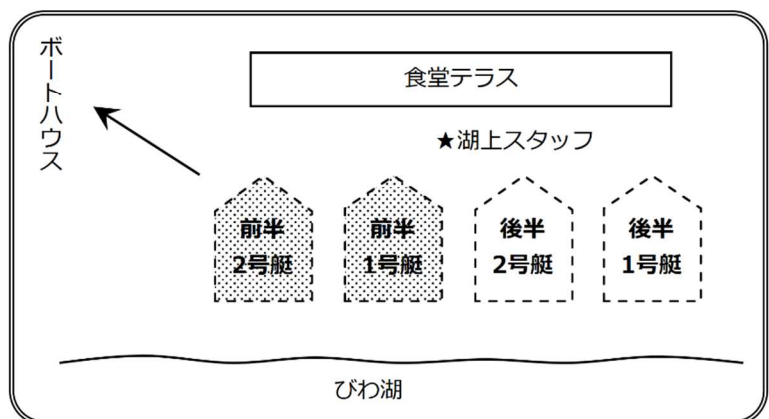 ボートハウス
食堂テラス
★湖上スタッフ
前半
2号艇
前半
1号艇
後半
2号艇
後半
1号艇
びわ湖